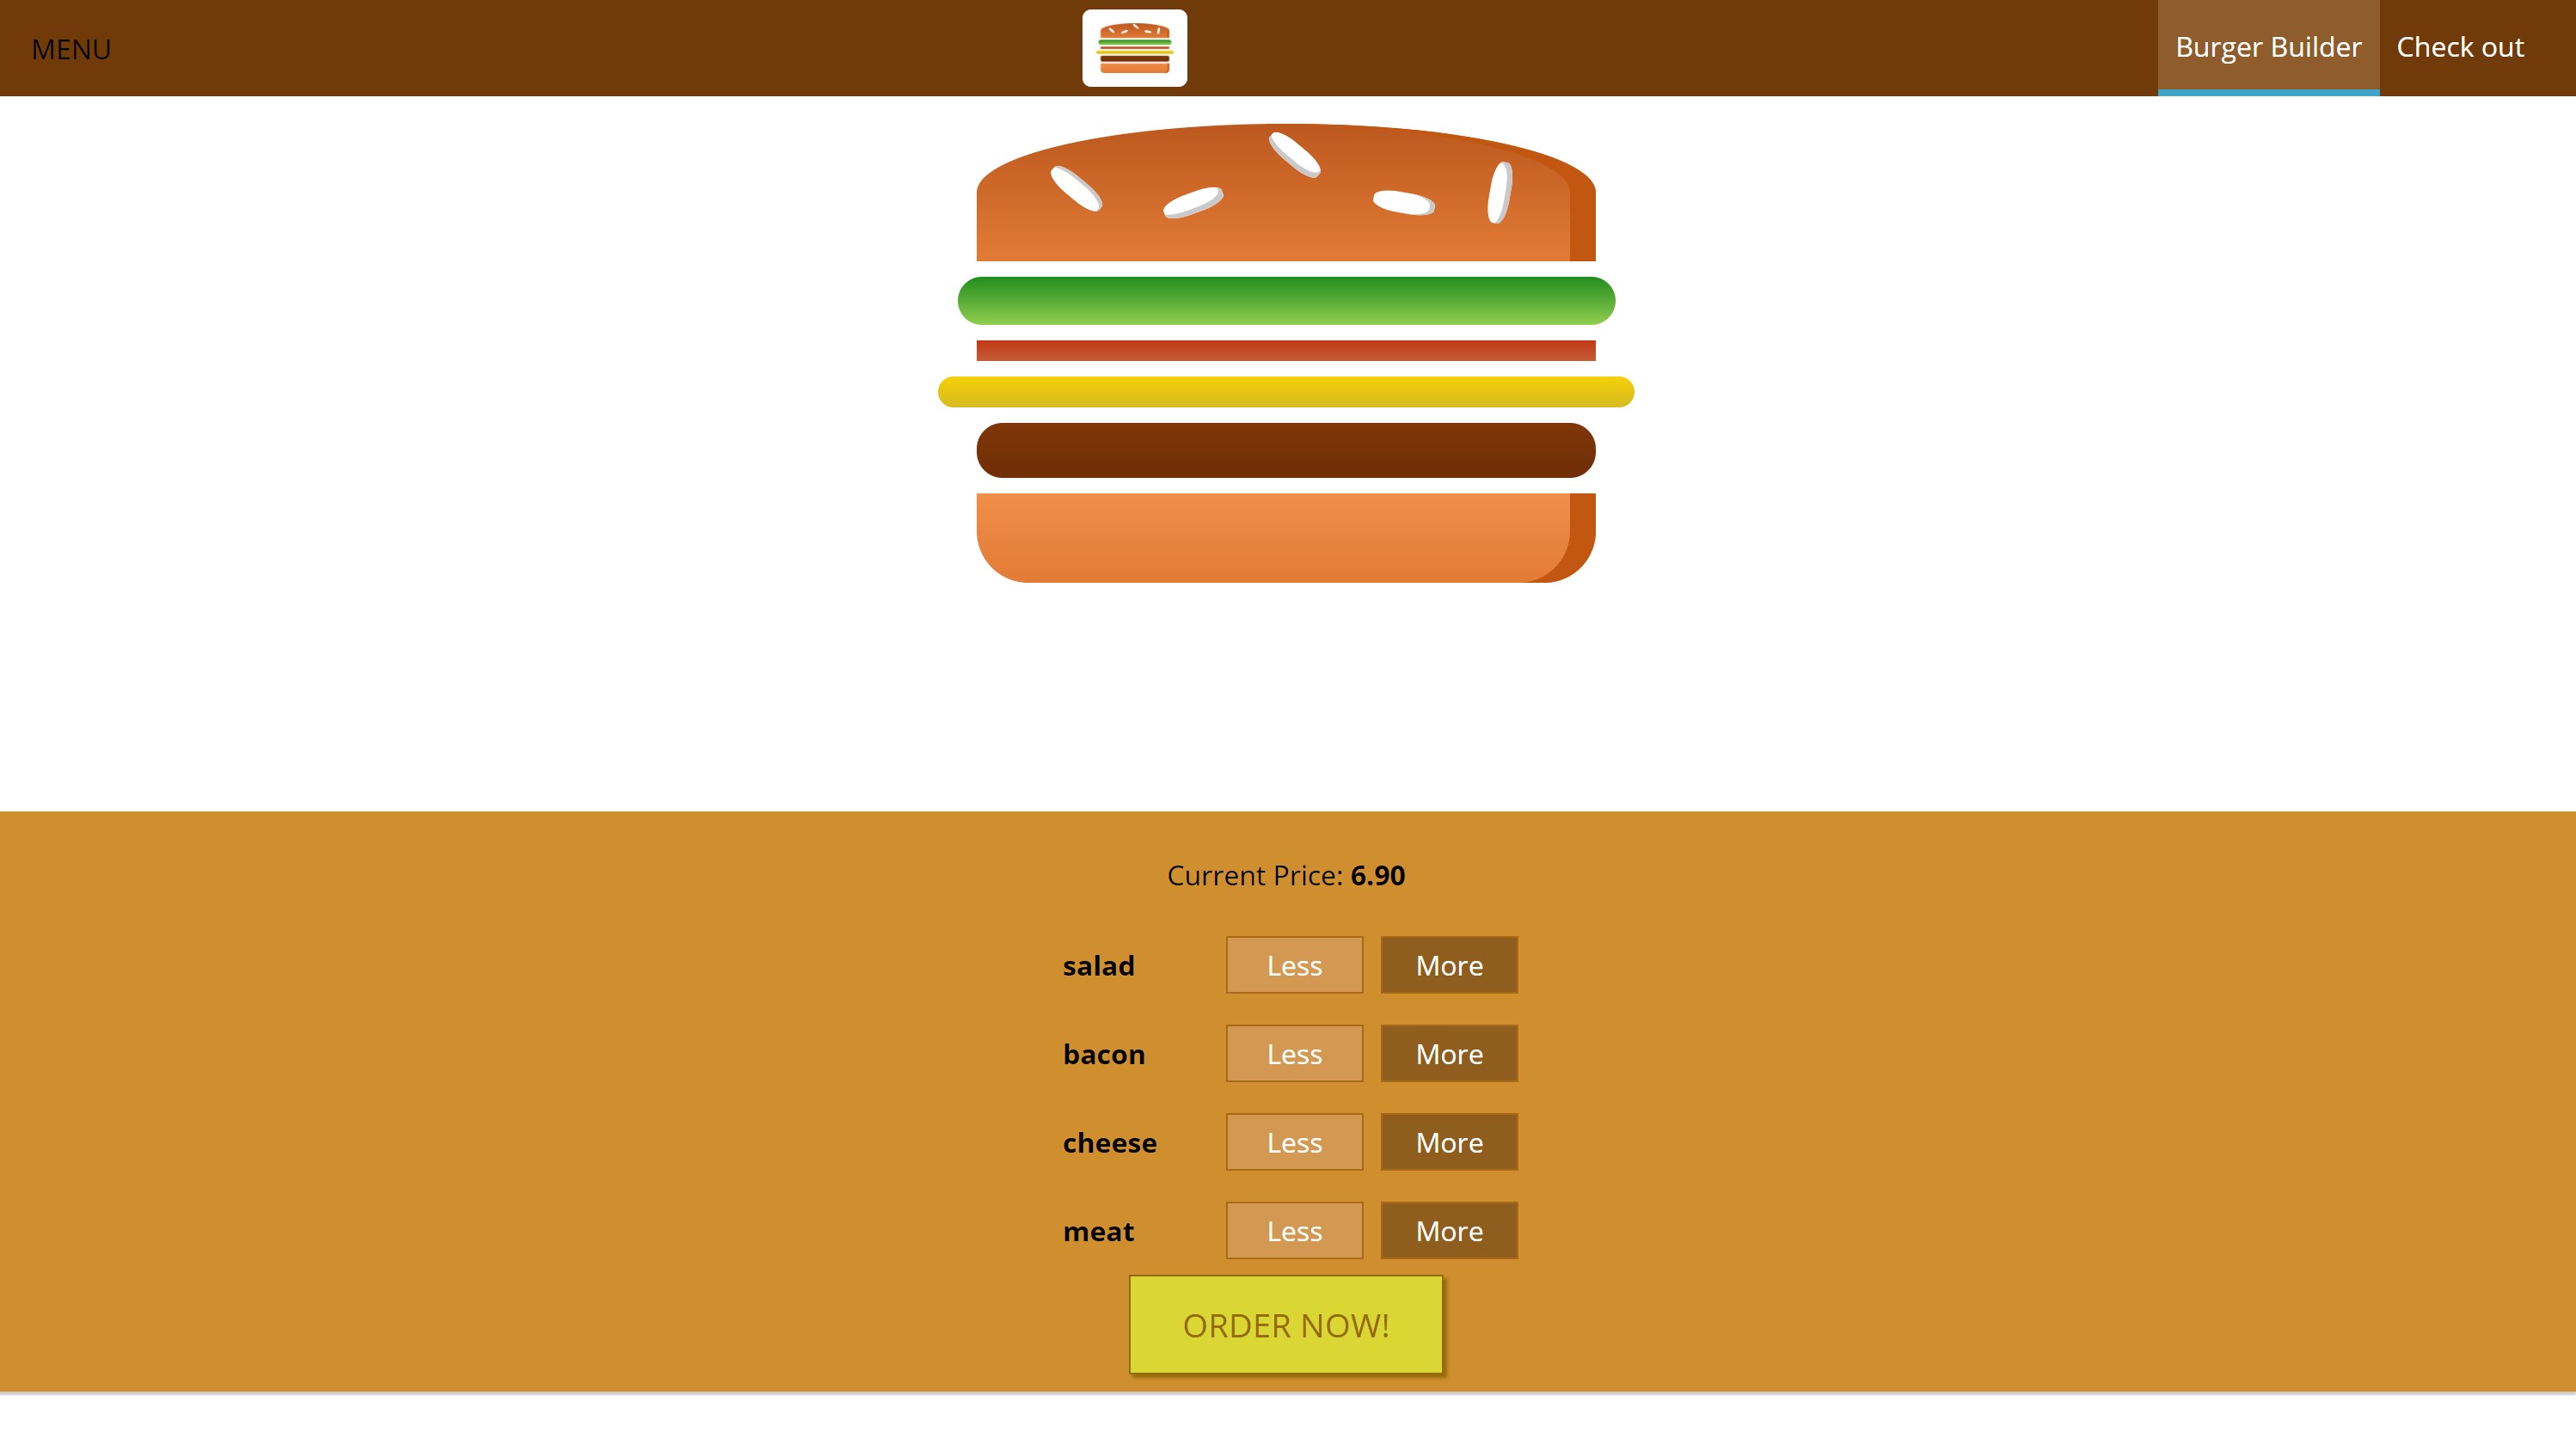 MENU
Burger Builder Check out
Current Price: 6.90
salad Less More
bacon Less More
cheese Less More
meat Less More
ORDER NOW!